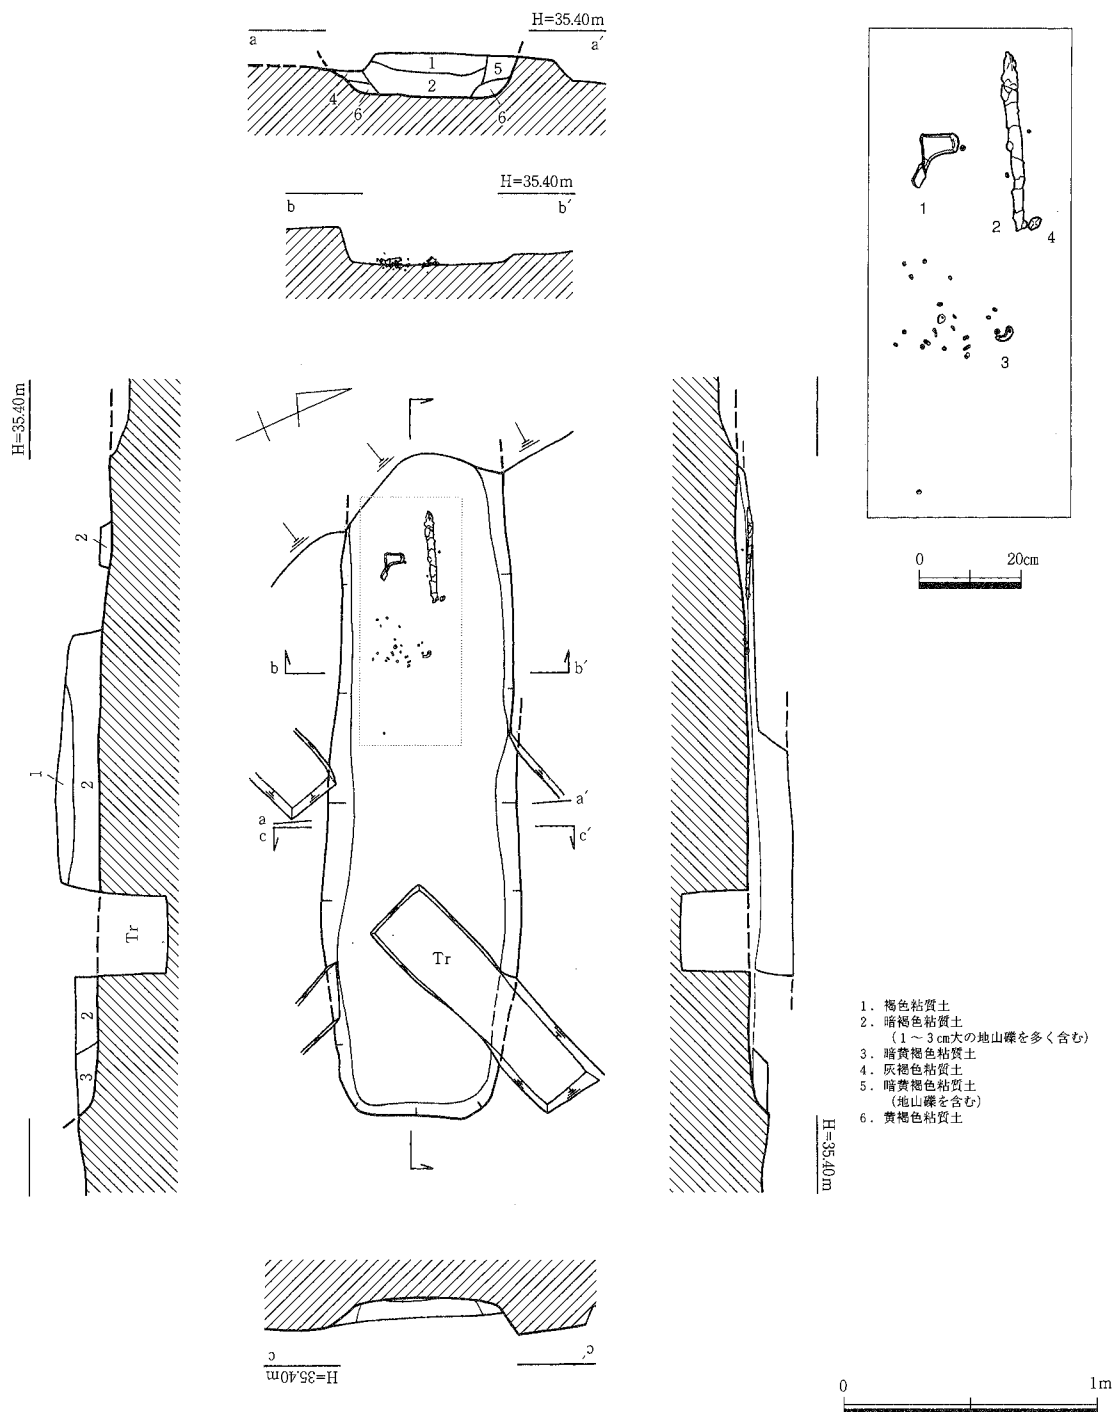 H=35.40m
a
a′
1
5
2
4
6
6
H=35.40m
b
b′
1
2
4
3
0
20cm
H=35.40m
2
1
2
Tr
2
3
b
b′
a
a′
c
c′
Tr
H=35.40m
1. 褐色粘質土
2. 暗褐色粘質土
(1～3cm大の地山礫を多く含む)
3. 暗黄褐色粘質土
4. 灰褐色粘質土
5. 暗黄褐色粘質土
(地山礫を含む)
6. 黄褐色粘質土
c
c′
H=35.40m
0
1m